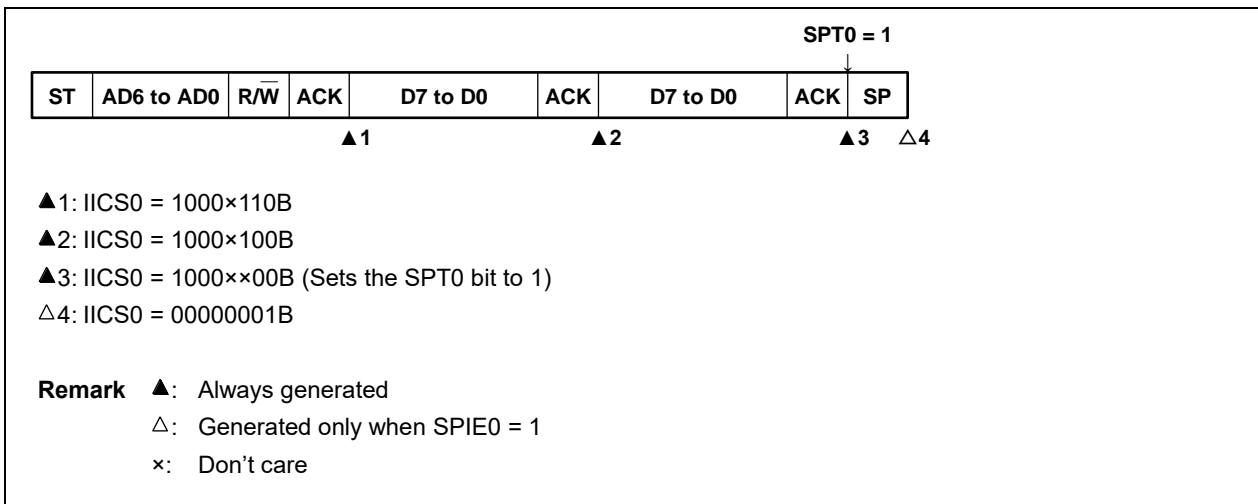 SPT0 = 1
↓
ST AD6 to AD0 R/W̅ ACK D7 to D0 ACK D7 to D0 ACK SP
▲1 ▲2 ▲3 △4
▲1: IICS0 = 1000×110B
▲2: IICS0 = 1000×100B
▲3: IICS0 = 1000××00B (Sets the SPT0 bit to 1)
△4: IICS0 = 00000001B
Remark ▲: Always generated
△: Generated only when SPIE0 = 1
×: Don’t care